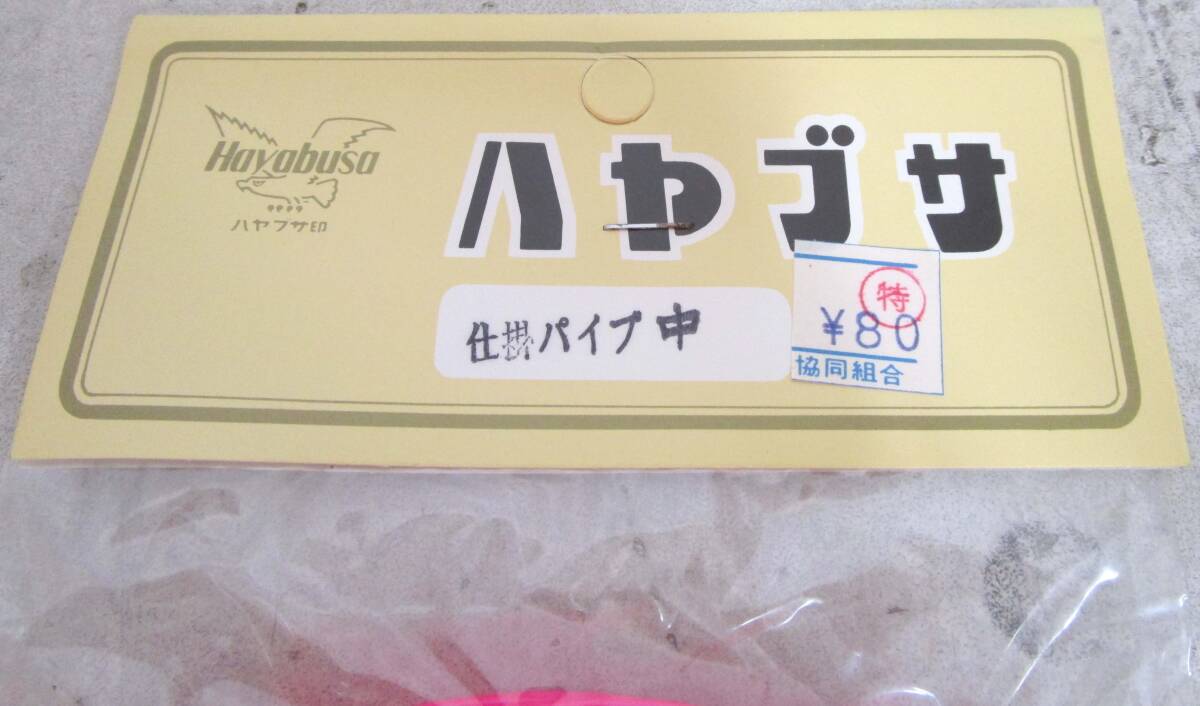 Hayabusa
ハヤブサ印
ハヤブサ
仕掛パイプ 中
特
¥80
協同組合